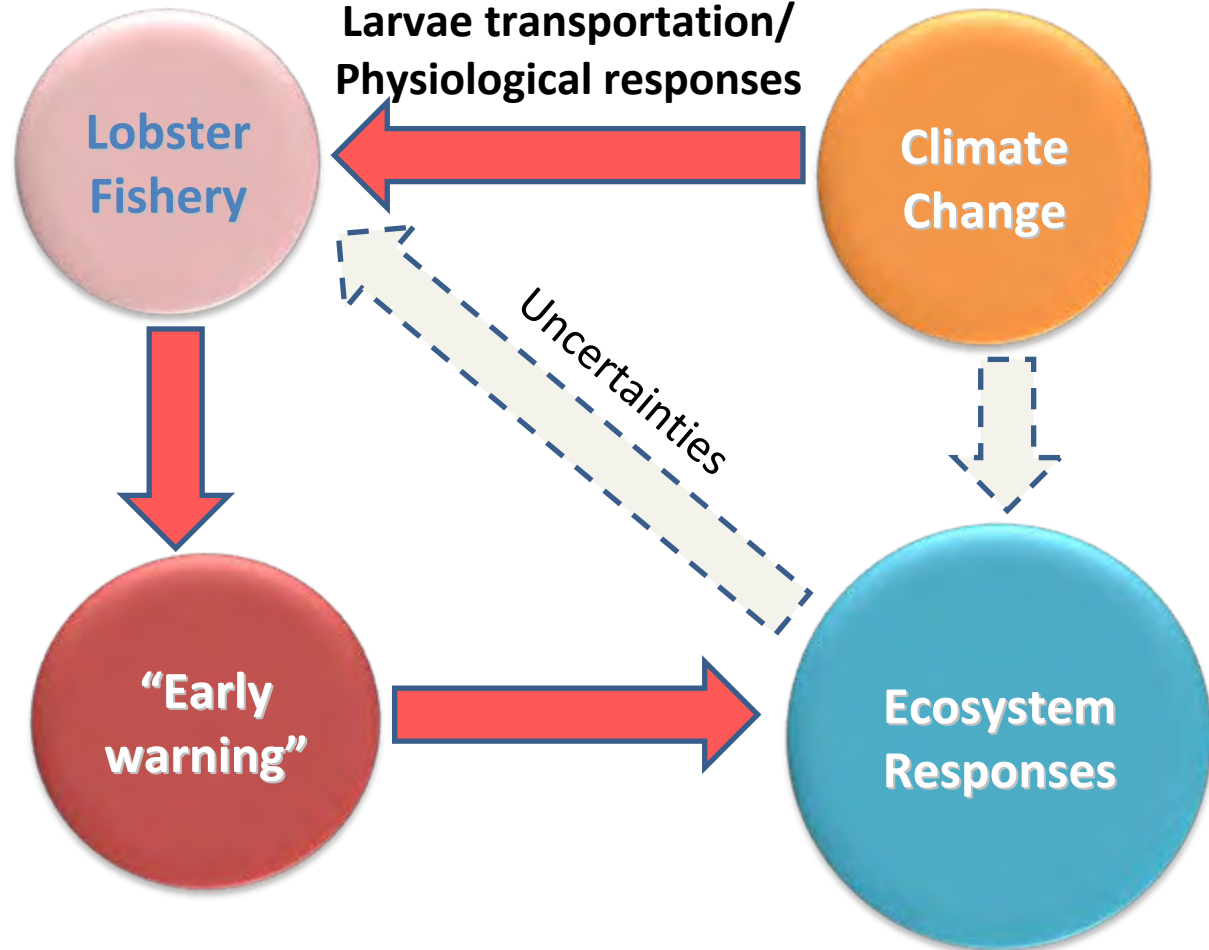 Larvae transportation/
Physiological responses
Lobster
Fishery
Climate
Change
Uncertainties
“Early
warning”
Ecosystem
Responses